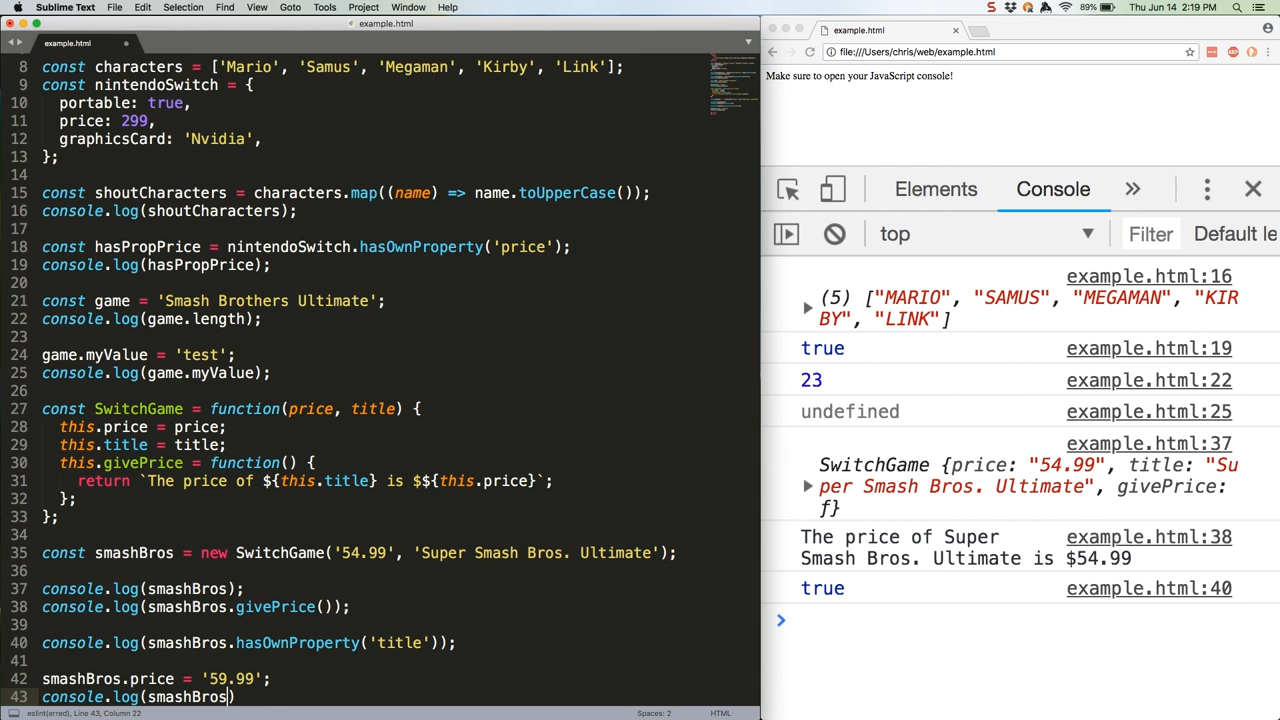 Sublime Text File Edit Selection Find View Goto Tools Project Window Help 89% Thu Jun 14 2:19 PM
example.html
example.html
8 const characters = ['Mario', 'Samus', 'Megaman', 'Kirby', 'Link'];
9 const nintendoSwitch = {
10 portable: true,
11 price: 299,
12 graphicsCard: 'Nvidia',
13 };
14
15 const shoutCharacters = characters.map((name) => name.toUpperCase());
16 console.log(shoutCharacters);
17
18 const hasPropPrice = nintendoSwitch.hasOwnProperty('price');
19 console.log(hasPropPrice);
20
21 const game = 'Smash Brothers Ultimate';
22 console.log(game.length);
23
24 game.myValue = 'test';
25 console.log(game.myValue);
26
27 const SwitchGame = function(price, title) {
28 this.price = price;
29 this.title = title;
30 this.givePrice = function() {
31 return `The price of ${this.title} is $${this.price}`;
32 };
33 };
34
35 const smashBros = new SwitchGame('54.99', 'Super Smash Bros. Ultimate');
36
37 console.log(smashBros);
38 console.log(smashBros.givePrice());
39
40 console.log(smashBros.hasOwnProperty('title'));
41
42 smashBros.price = '59.99';
43 console.log(smashBros)
eslint(erred), Line 43, Column 22 Spaces: 2 HTML
example.html
file:///Users/chris/web/example.html
Make sure to open your JavaScript console!
Elements Console
top Filter Default le
example.html:16
(5) ["MARIO", "SAMUS", "MEGAMAN", "KIR
BY", "LINK"]
true example.html:19
23 example.html:22
undefined example.html:25
example.html:37
SwitchGame {price: "54.99", title: "Su
per Smash Bros. Ultimate", givePrice:
ƒ}
The price of Super example.html:38
Smash Bros. Ultimate is $54.99
true example.html:40